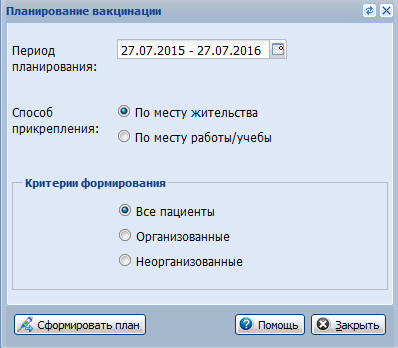 Планирование вакцинации
Период
планирования:
27.07.2015 - 27.07.2016
Способ
прикрепления:
По месту жительства
По месту работы/учебы
Критерии формирования
Все пациенты
Организованные
Неорганизованные
Сформировать план
Помощь
Закрыть